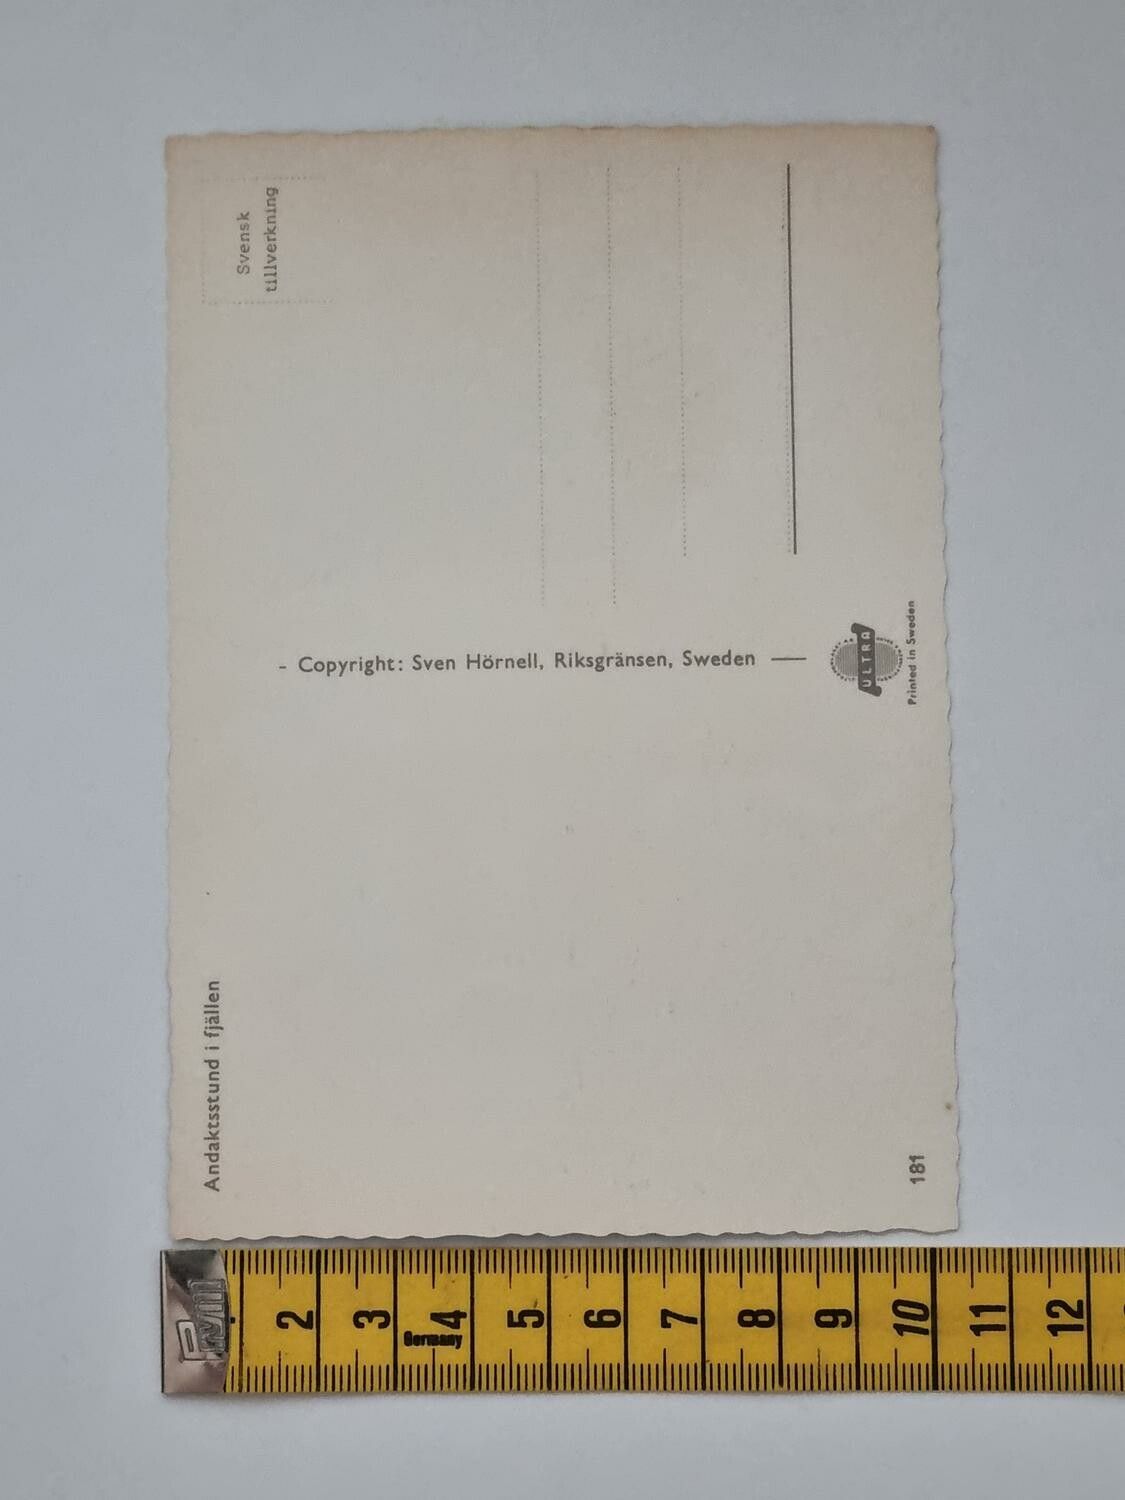 Svensk
tillverkning
Andaktsstund i fjällen
- Copyright: Sven Hörnell, Riksgränsen, Sweden —
ULTRA
Printed in Sweden
181
2 3 4 5 6 7 8 9 10 11 12
Germany